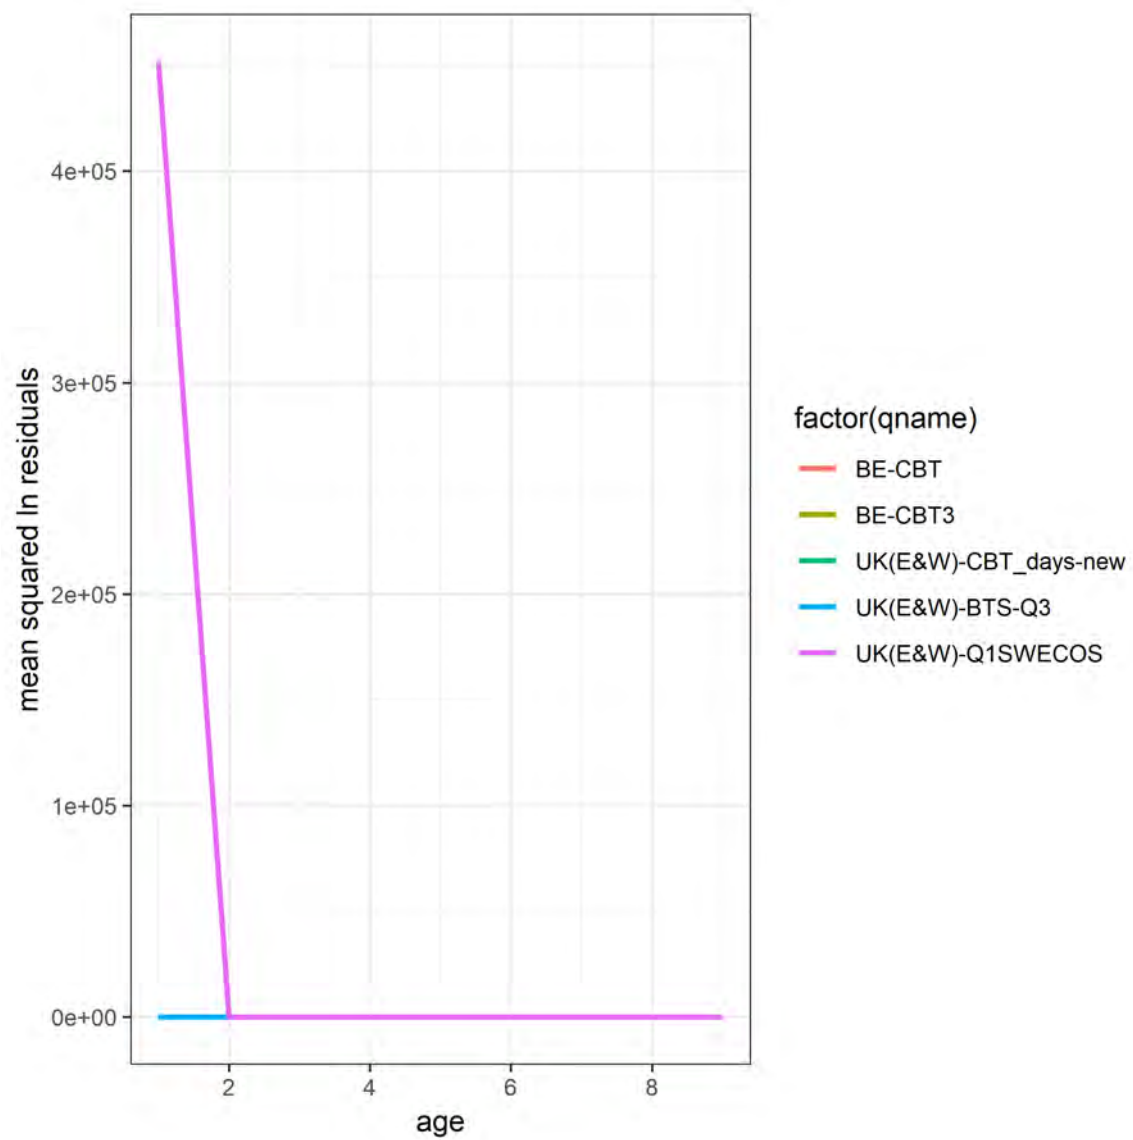 mean squared ln residuals
4e+05
3e+05
2e+05
1e+05
0e+00
2
4
6
8
age
factor(qname)
BE-CBT
BE-CBT3
UK(E&W)-CBT_days-new
UK(E&W)-BTS-Q3
UK(E&W)-Q1SWECOS